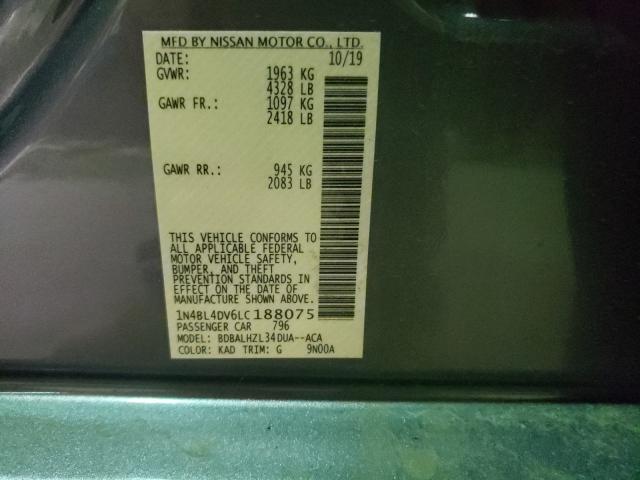 MFD BY NISSAN MOTOR CO., LTD.
DATE: 10/19
GVWR: 1963 KG
4328 LB
GAWR FR.: 1097 KG
2418 LB
GAWR RR.: 945 KG
2083 LB
THIS VEHICLE CONFORMS TO
ALL APPLICABLE FEDERAL
MOTOR VEHICLE SAFETY,
BUMPER, AND THEFT
PREVENTION STANDARDS IN
EFFECT ON THE DATE OF
MANUFACTURE SHOWN ABOVE.
1N4BL4DV6LC188075
PASSENGER CAR 796
MODEL: BDBALHZL34DUA--ACA
COLOR: KAD TRIM: G 9N00A